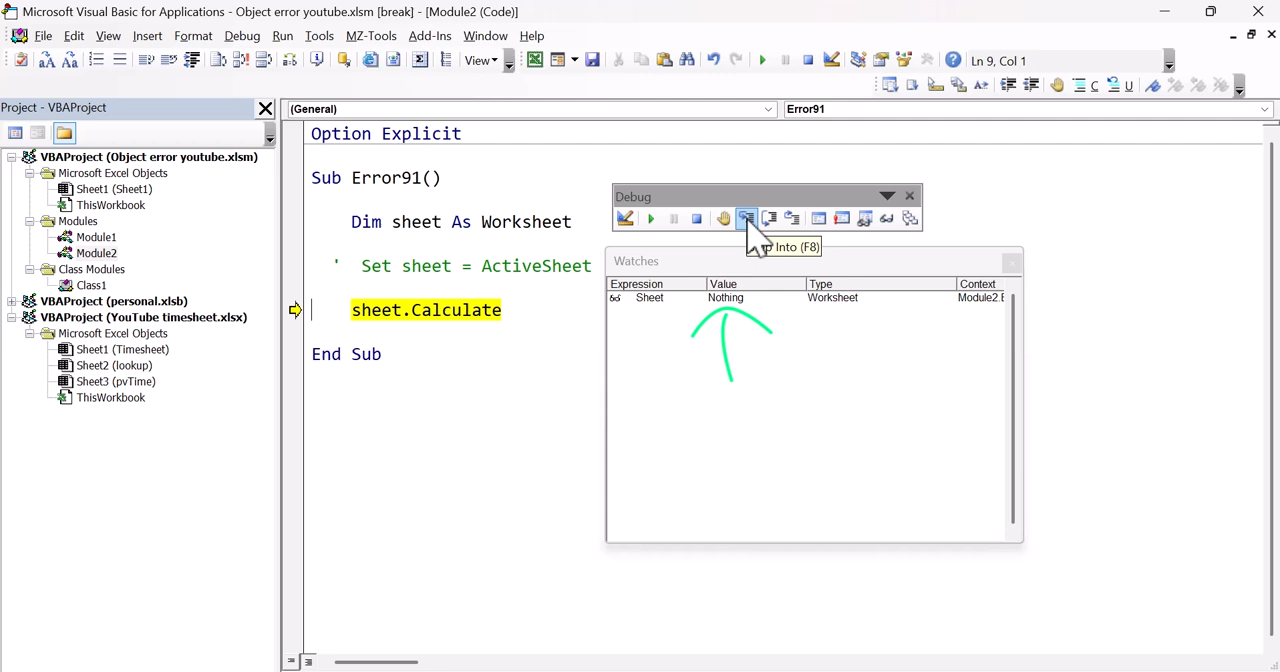 Microsoft Visual Basic for Applications - Object error youtube.xlsm [break] - [Module2 (Code)]
File Edit View Insert Format Debug Run Tools MZ-Tools Add-Ins Window Help
View Ln 9, Col 1
Project - VBAProject
VBAProject (Object error youtube.xlsm)
Microsoft Excel Objects
Sheet1 (Sheet1)
ThisWorkbook
Modules
Module1
Module2
Class Modules
Class1
VBAProject (personal.xlsb)
VBAProject (YouTube timesheet.xlsx)
Microsoft Excel Objects
Sheet1 (Timesheet)
Sheet2 (lookup)
Sheet3 (pvTime)
ThisWorkbook
(General) Error91
Option Explicit
Sub Error91()
Dim sheet As Worksheet
' Set sheet = ActiveSheet
sheet.Calculate
End Sub
Debug
Into (F8)
Watches
Expression Value Type Context
Sheet Nothing Worksheet Module2.E